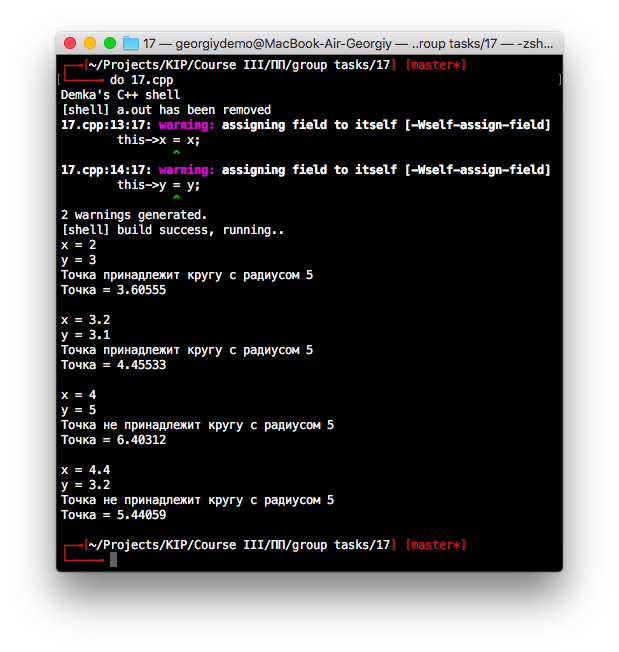 17 — georgiydemo@MacBook-Air-Georgiy — ..roup tasks/17 — -zsh...
[~/Projects/KIP/Course III/ПП/group tasks/17] [master*]
do 17.cpp
Demka's C++ shell
[shell] a.out has been removed
17.cpp:13:17: warning: assigning field to itself [-Wself-assign-field]
this->x = x;
^
17.cpp:14:17: warning: assigning field to itself [-Wself-assign-field]
this->y = y;
^
2 warnings generated.
[shell] build success, running..
x = 2
y = 3
Точка принадлежит кругу с радиусом 5
Точка = 3.60555
x = 3.2
y = 3.1
Точка принадлежит кругу с радиусом 5
Точка = 4.45533
x = 4
y = 5
Точка не принадлежит кругу с радиусом 5
Точка = 6.40312
x = 4.4
y = 3.2
Точка не принадлежит кругу с радиусом 5
Точка = 5.44059
[~/Projects/KIP/Course III/ПП/group tasks/17] [master*]